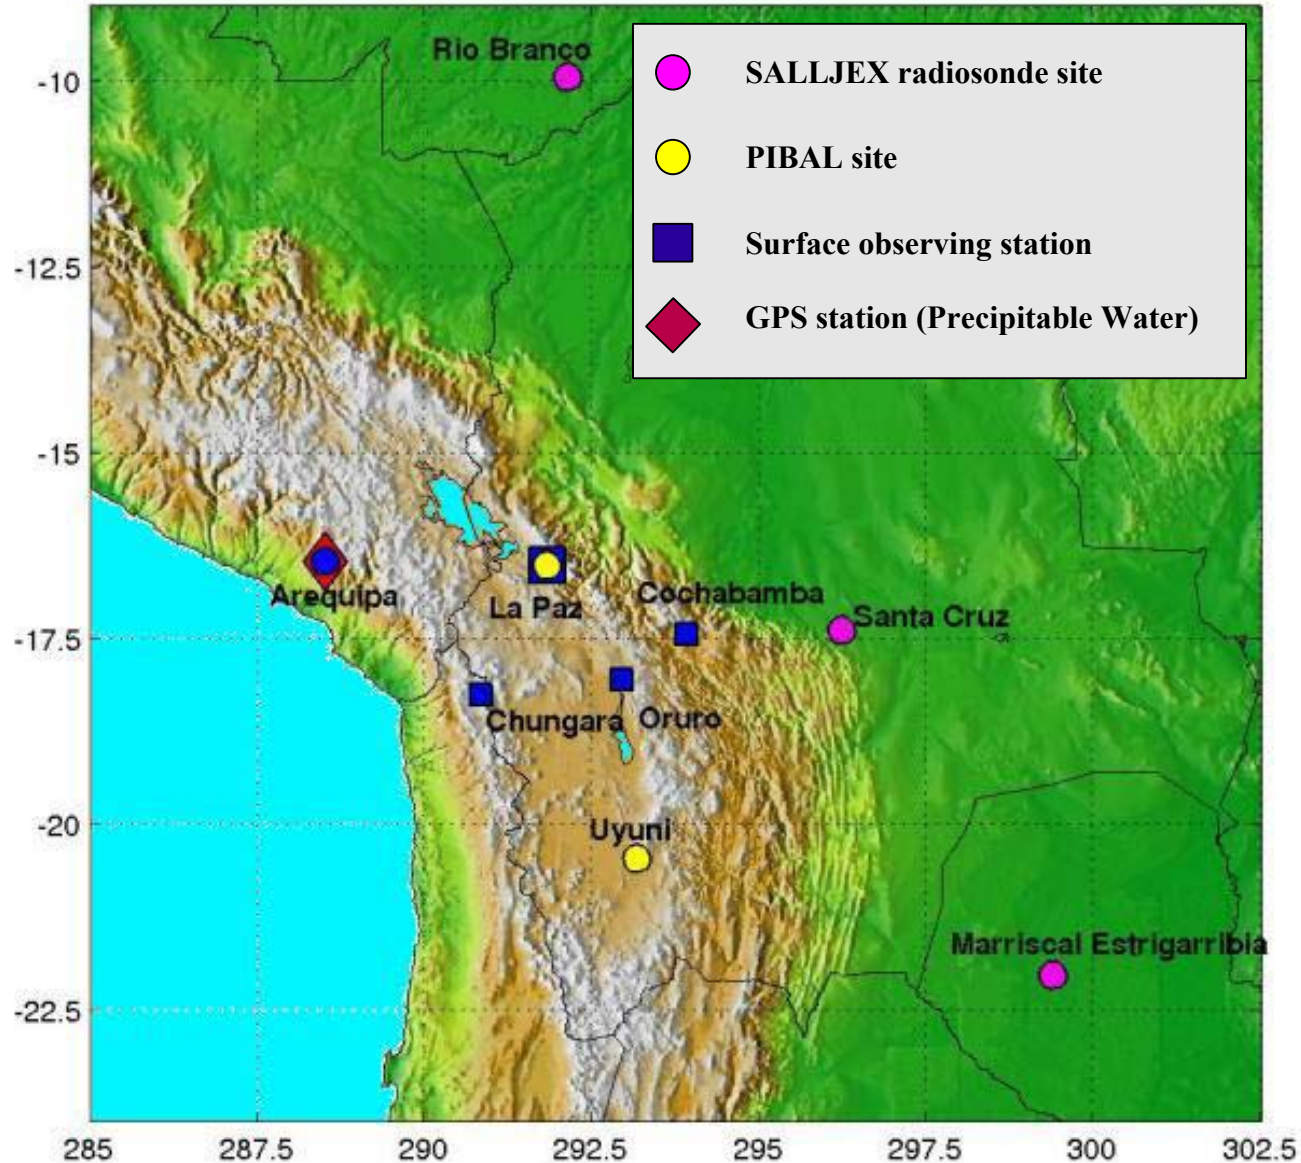 Rio Branco
SALLJEX radiosonde site
PIBAL site
Surface observing station
GPS station (Precipitable Water)
-10
-12.5
-15
-17.5
-20
-22.5
Arequipa
La Paz
Cochabamba
Santa Cruz
Chungara
Oruro
Uyuni
Marriscal Estrigarribia
285
287.5
290
292.5
295
297.5
300
302.5